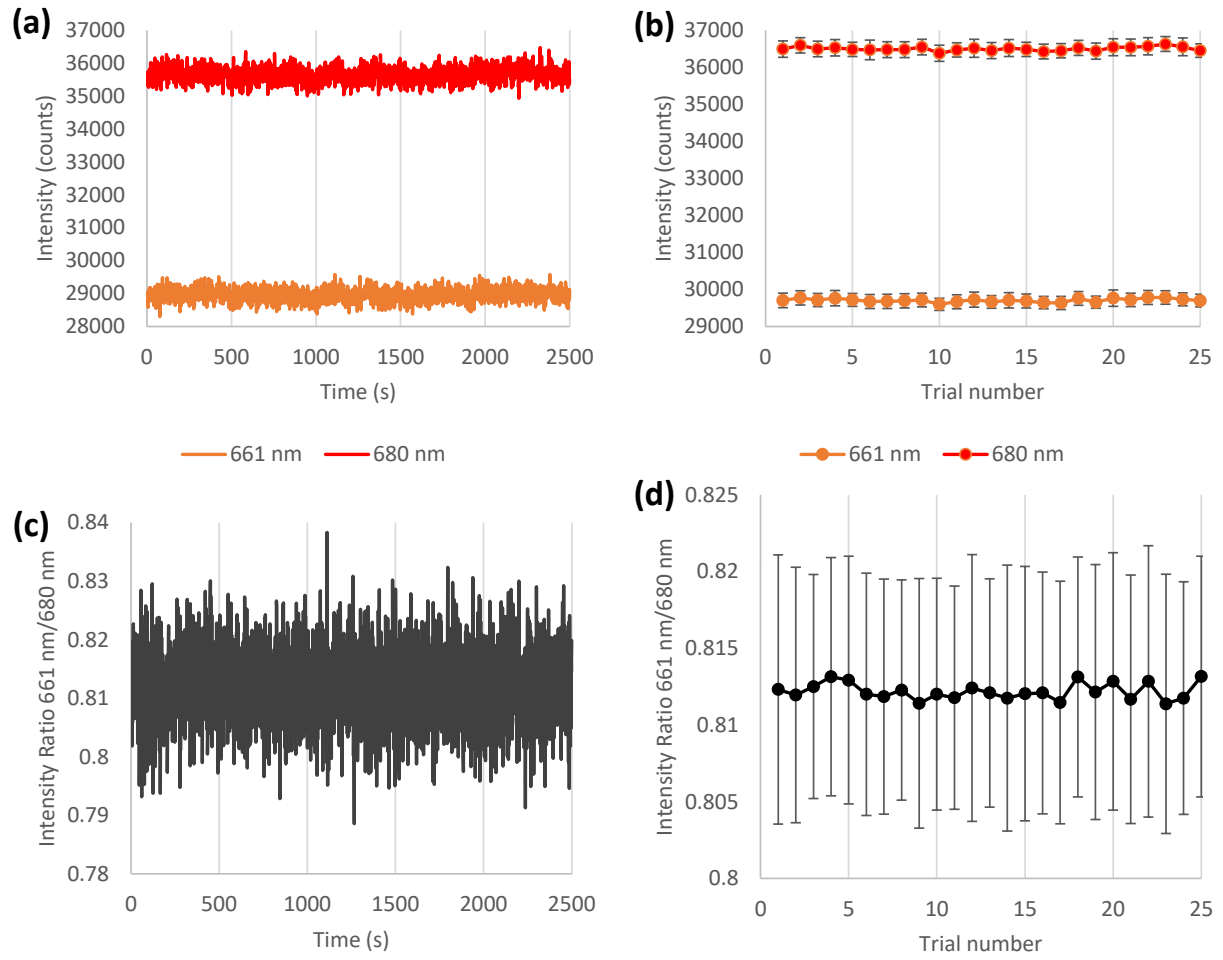 (a)
Intensity (counts)
37000
36000
35000
34000
33000
32000
31000
30000
29000
28000
0 500 1000 1500 2000 2500
Time (s)
661 nm 680 nm
(b)
Intensity (counts)
37000
36000
35000
34000
33000
32000
31000
30000
29000
0 5 10 15 20 25
Trial number
661 nm 680 nm
(c)
Intensity Ratio 661 nm/680 nm
0.84
0.83
0.82
0.81
0.8
0.79
0.78
0 500 1000 1500 2000 2500
Time (s)
(d)
Intensity Ratio 661 nm/680 nm
0.825
0.82
0.815
0.81
0.805
0.8
0 5 10 15 20 25
Trial number